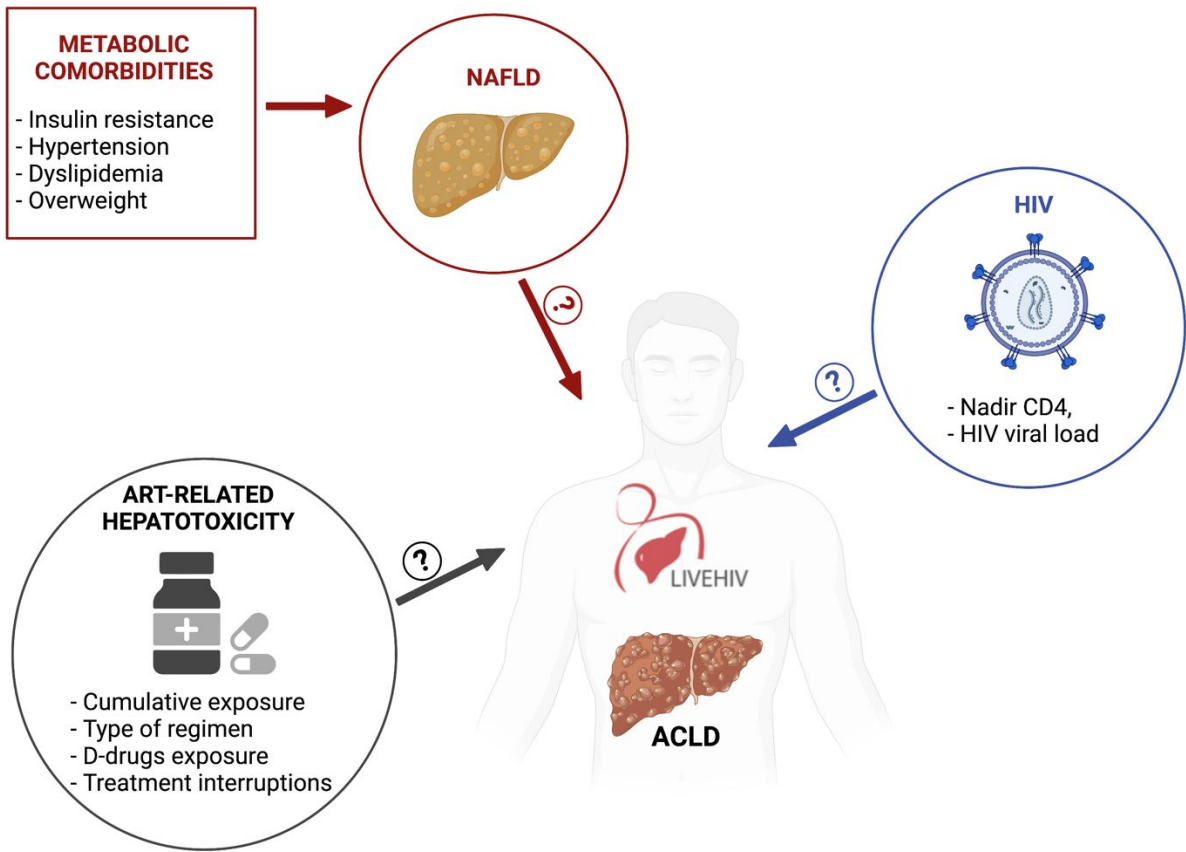 METABOLIC
COMORBIDITIES
- Insulin resistance
- Hypertension
- Dyslipidemia
- Overweight
NAFLD
?
HIV
- Nadir CD4,
- HIV viral load
?
ART-RELATED
HEPATOTOXICITY
- Cumulative exposure
- Type of regimen
- D-drugs exposure
- Treatment interruptions
?
LIVEHIV
ACLD